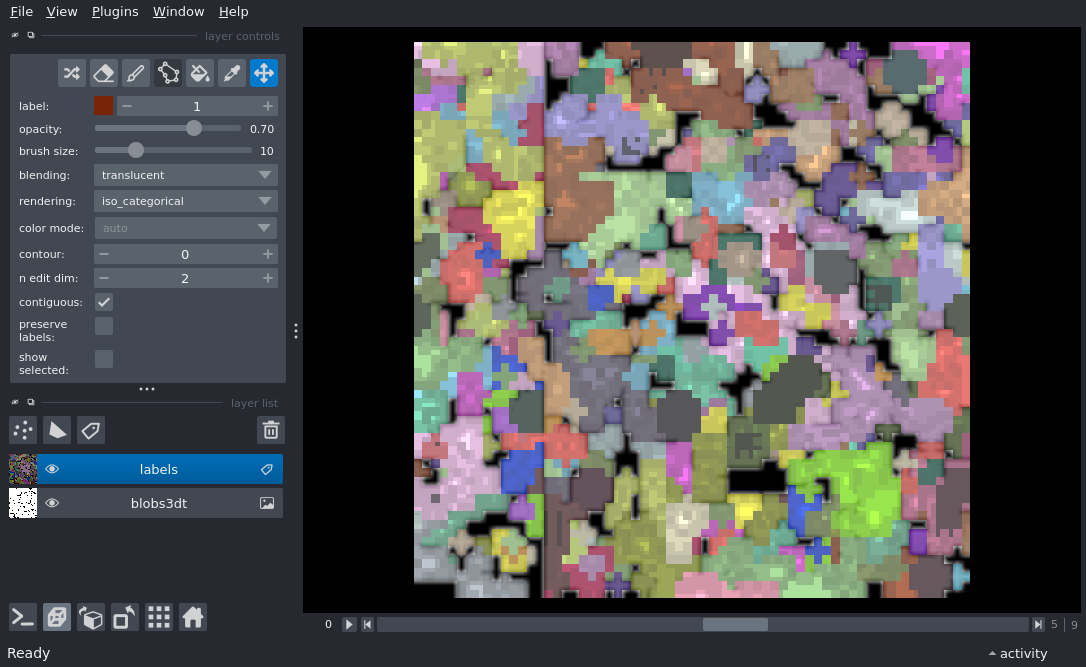 File View Plugins Window Help
layer controls
label: 1
opacity: 0.70
brush size: 10
blending: translucent
rendering: iso_categorical
color mode: auto
contour: 0
n edit dim: 2
contiguous:
preserve
labels:
show
selected:
layer list
labels
blobs3dt
0 5 9
Ready activity